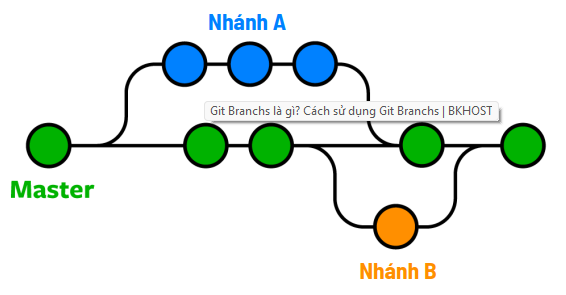 Nhánh A
Git Branchs là gì? Cách sử dụng Git Branchs | BKHOST
Master
Nhánh B